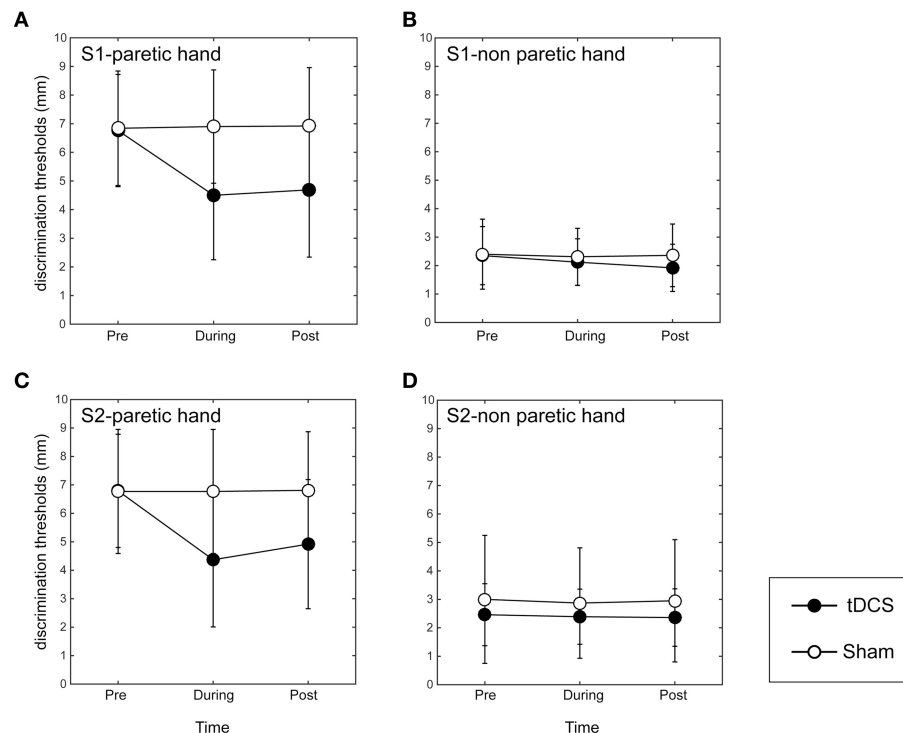 A
S1-paretic hand
discrimination thresholds (mm)
10
9
8
7
6
5
4
3
2
1
0
Pre During Post
B
S1-non paretic hand
10
9
8
7
6
5
4
3
2
1
0
Pre During Post
C
S2-paretic hand
discrimination thresholds (mm)
10
9
8
7
6
5
4
3
2
1
0
Pre During Post
Time
D
S2-non paretic hand
10
9
8
7
6
5
4
3
2
1
0
Pre During Post
Time
tDCS
Sham